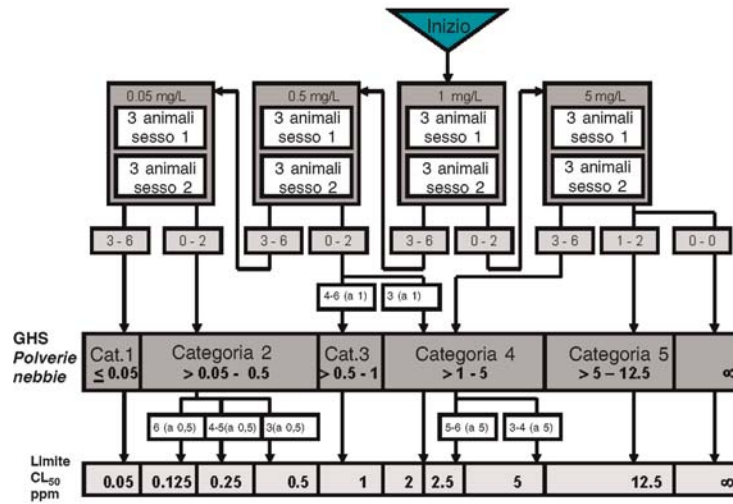 Inizio
0.05 mg/L
0.5 mg/L
1 mg/L
5 mg/L
3 animali
sesso 1
3 animali
sesso 1
3 animali
sesso 1
3 animali
sesso 1
3 animali
sesso 2
3 animali
sesso 2
3 animali
sesso 2
3 animali
sesso 2
3 - 6
0 - 2
3 - 6
0 - 2
3 - 6
0 - 2
3 - 6
1 - 2
0 - 0
4-6 (a 1)
3 (a 1)
GHS
Polverie
nebbie
Cat.1
≤ 0.05
Categoria 2
> 0.05 - 0.5
Cat.3
> 0.5 - 1
Categoria 4
> 1 - 5
Categoria 5
> 5 – 12.5
∞
6 (a 0,5)
4-5(a 0,5)
3(a 0,5)
5-6 (a 5)
3-4 (a 5)
Limite
CL50
ppm
0.05
0.125
0.25
0.5
1
2
2.5
5
12.5
∞